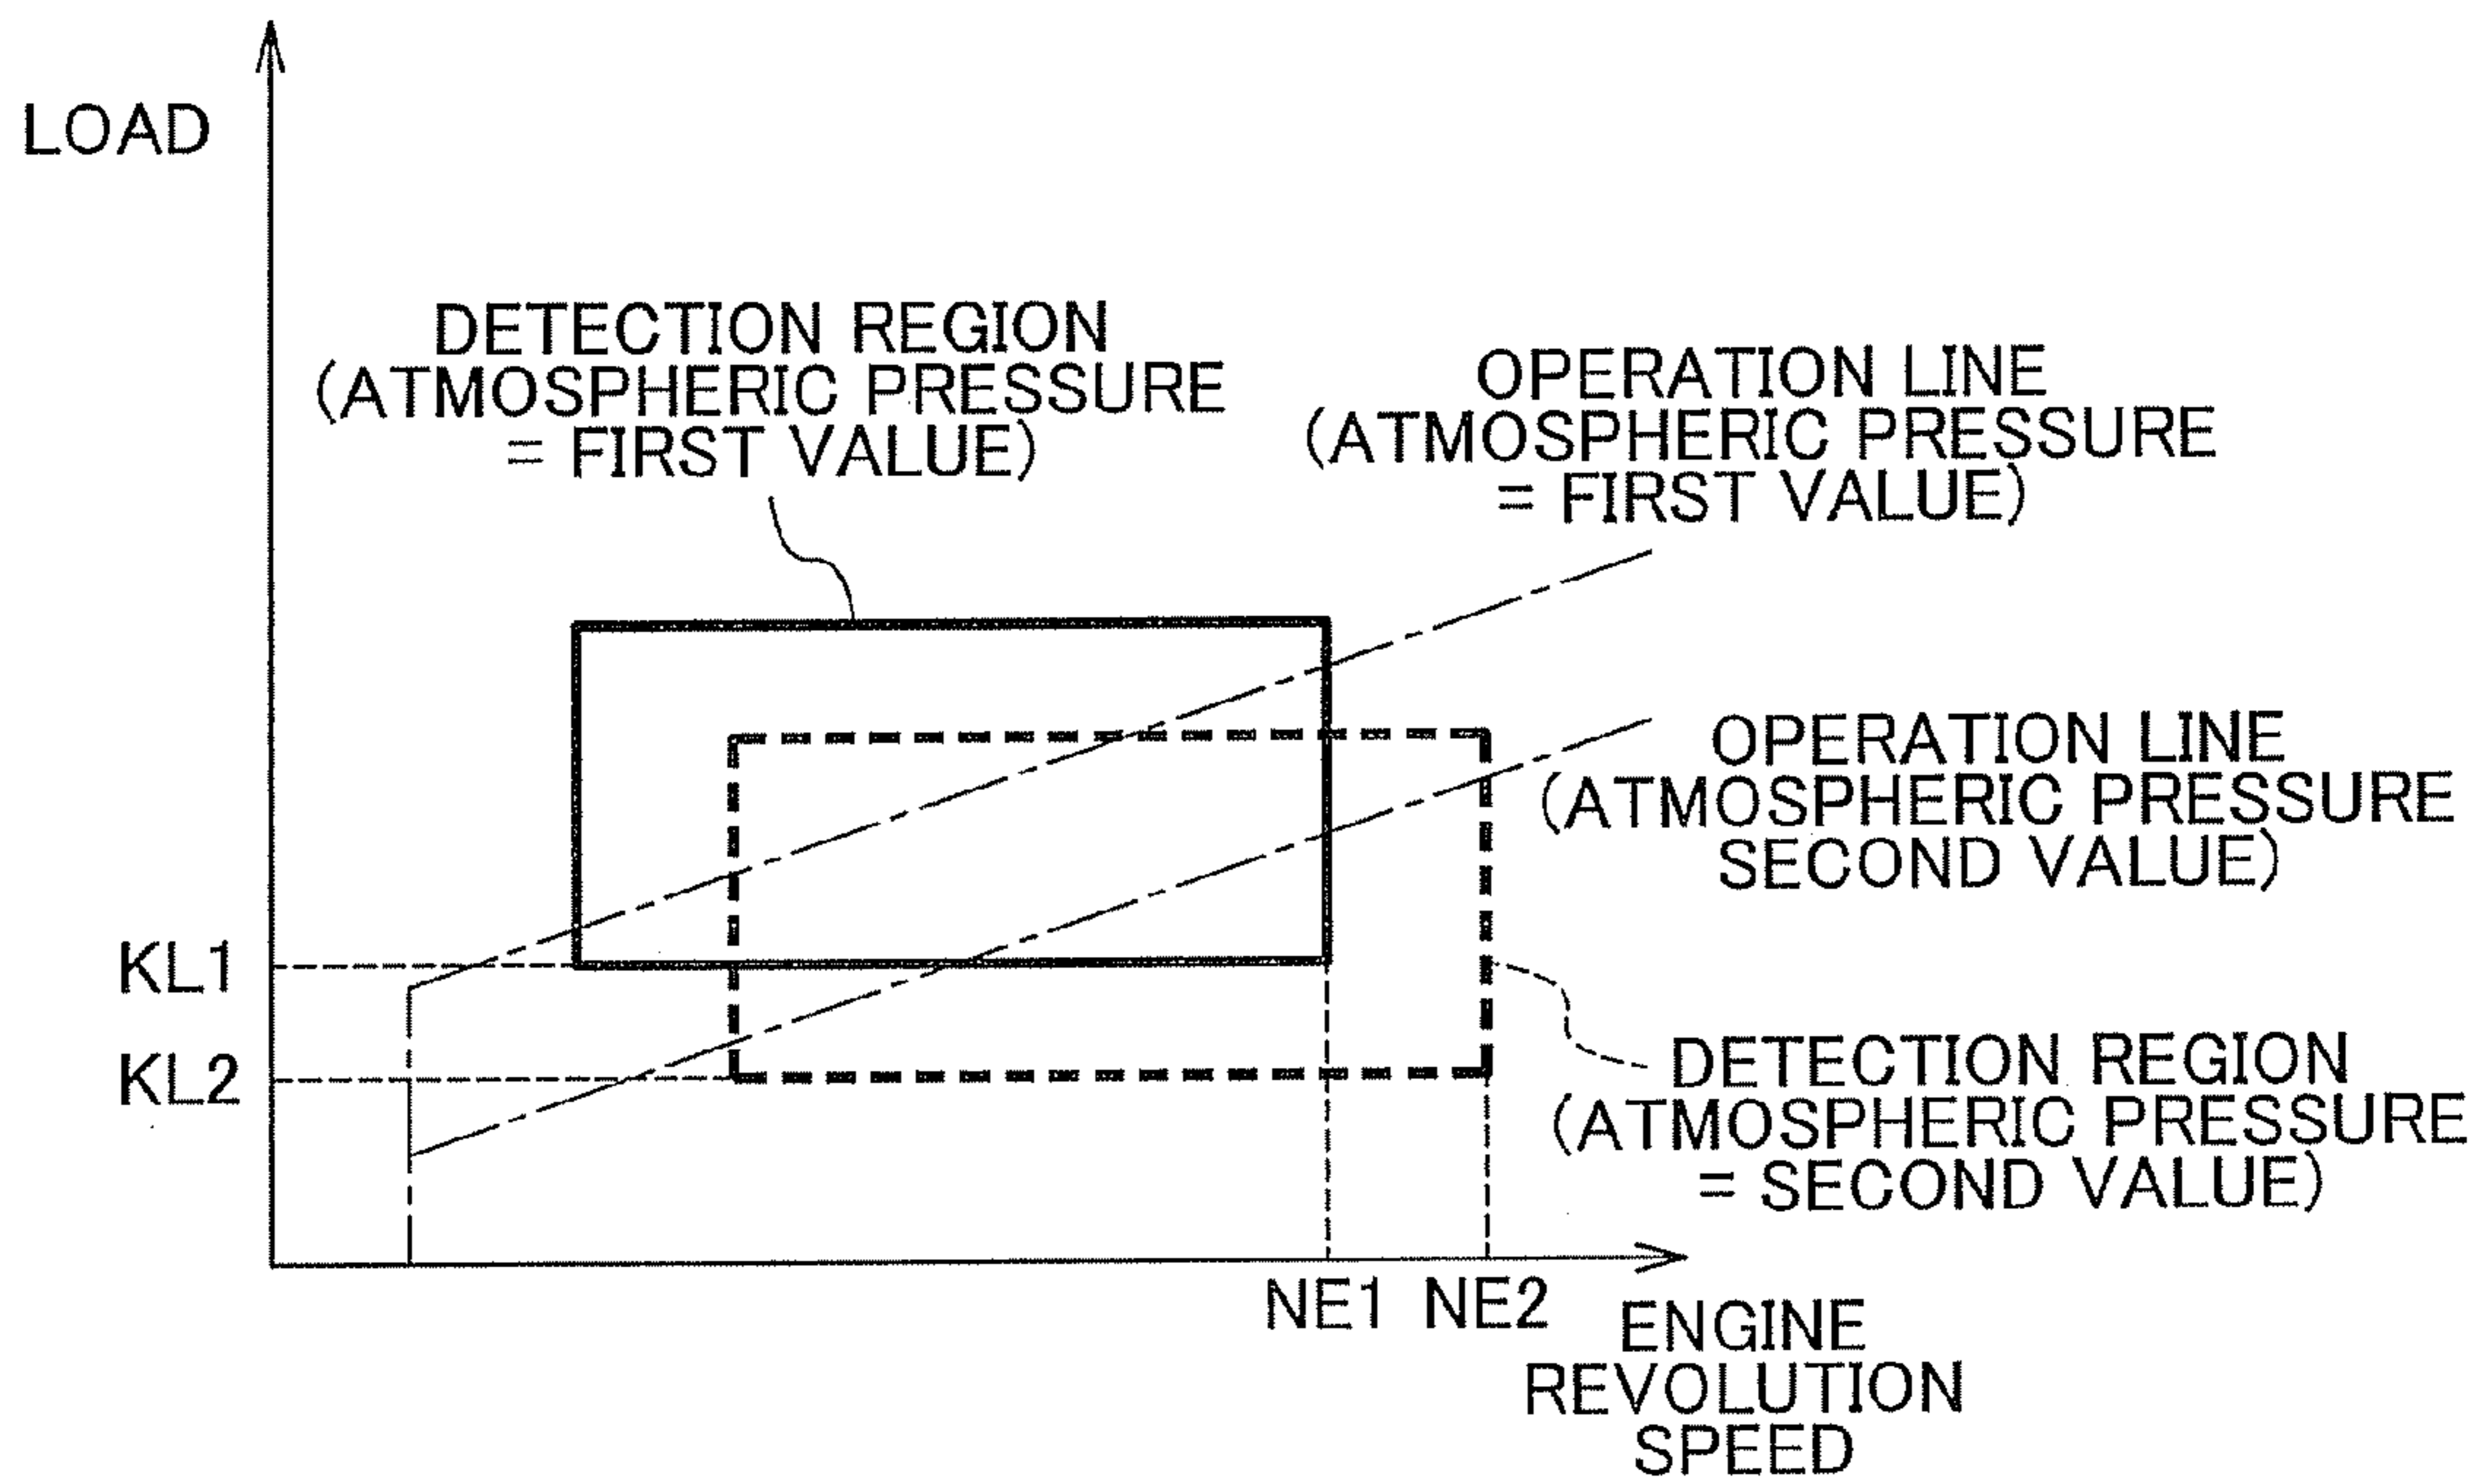 LOAD
DETECTION REGION
(ATMOSPHERIC PRESSURE
= FIRST VALUE)
OPERATION LINE
(ATMOSPHERIC PRESSURE
= FIRST VALUE)
OPERATION LINE
(ATMOSPHERIC PRESSURE
SECOND VALUE)
KL1
KL2
DETECTION REGION
(ATMOSPHERIC PRESSURE
= SECOND VALUE)
NE1 NE2
ENGINE
REVOLUTION
SPEED